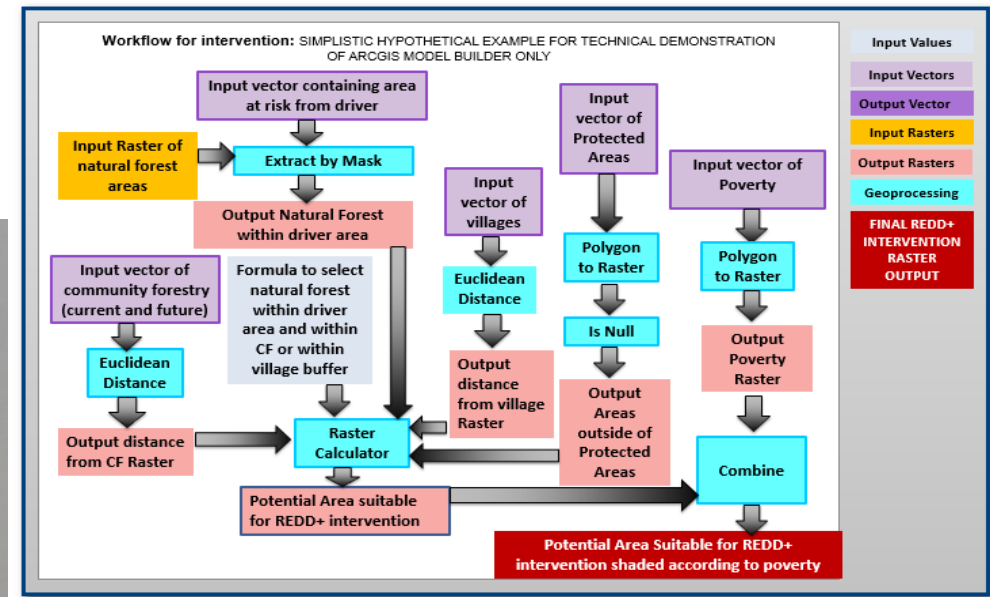 Workflow for intervention: SIMPLISTIC HYPOTHETICAL EXAMPLE FOR TECHNICAL DEMONSTRATION
OF ARCGIS MODEL BUILDER ONLY
Input vector containing area
at risk from driver
Input Raster of
natural forest
areas
Extract by Mask
Output Natural Forest
within driver area
Input vector of
community forestry
(current and future)
Euclidean
Distance
Output distance
from CF Raster
Formula to select
natural forest
within driver
area and within
CF or within
village buffer
Raster
Calculator
Potential Area suitable
for REDD+ intervention
Input
vector of
villages
Euclidean
Distance
Output
distance
from village
Raster
Input
vector of
Protected
Areas
Polygon
to Raster
Is Null
Output
Areas
outside of
Protected
Areas
Input vector of
Poverty
Polygon
to Raster
Output
Poverty
Raster
Combine
Potential Area Suitable for REDD+
intervention shaded according to poverty
Input Values
Input Vectors
Output Vector
Input Rasters
Output Rasters
Geoprocessing
FINAL REDD+
INTERVENTION
RASTER
OUTPUT